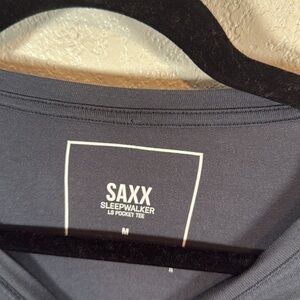 SAXX
SLEEPWALKER
LS POCKET TEE
M